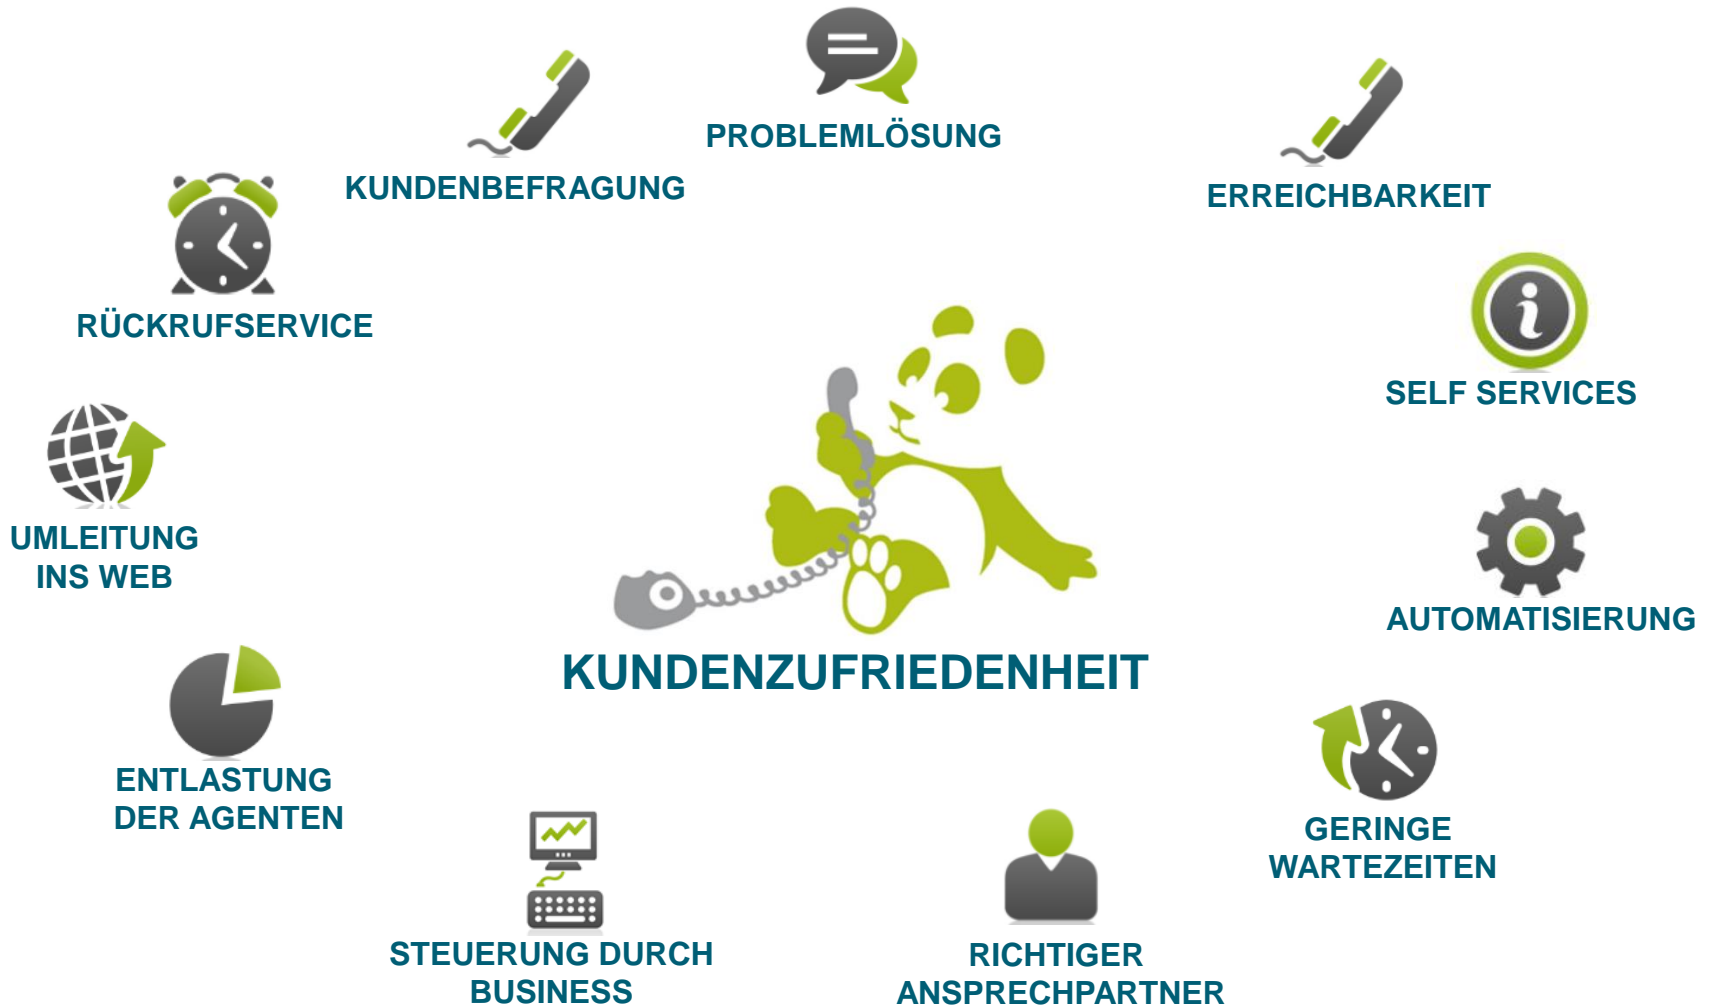 PROBLEMLÖSUNG
KUNDENBEFRAGUNG
ERREICHBARKEIT
RÜCKRUFSERVICE
SELF SERVICES
UMLEITUNG
INS WEB
AUTOMATISIERUNG
KUNDENZUFRIEDENHEIT
ENTLASTUNG
DER AGENTEN
GERINGE
WARTEZEITEN
STEUERUNG DURCH
BUSINESS
RICHTIGER
ANSPRECHPARTNER